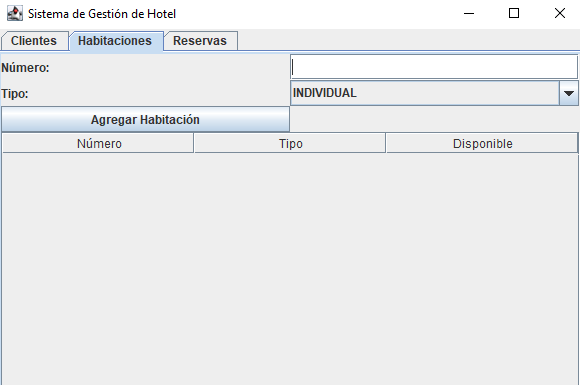 Sistema de Gestión de Hotel
Clientes Habitaciones Reservas
Número:
Tipo: INDIVIDUAL
Agregar Habitación
Número Tipo Disponible